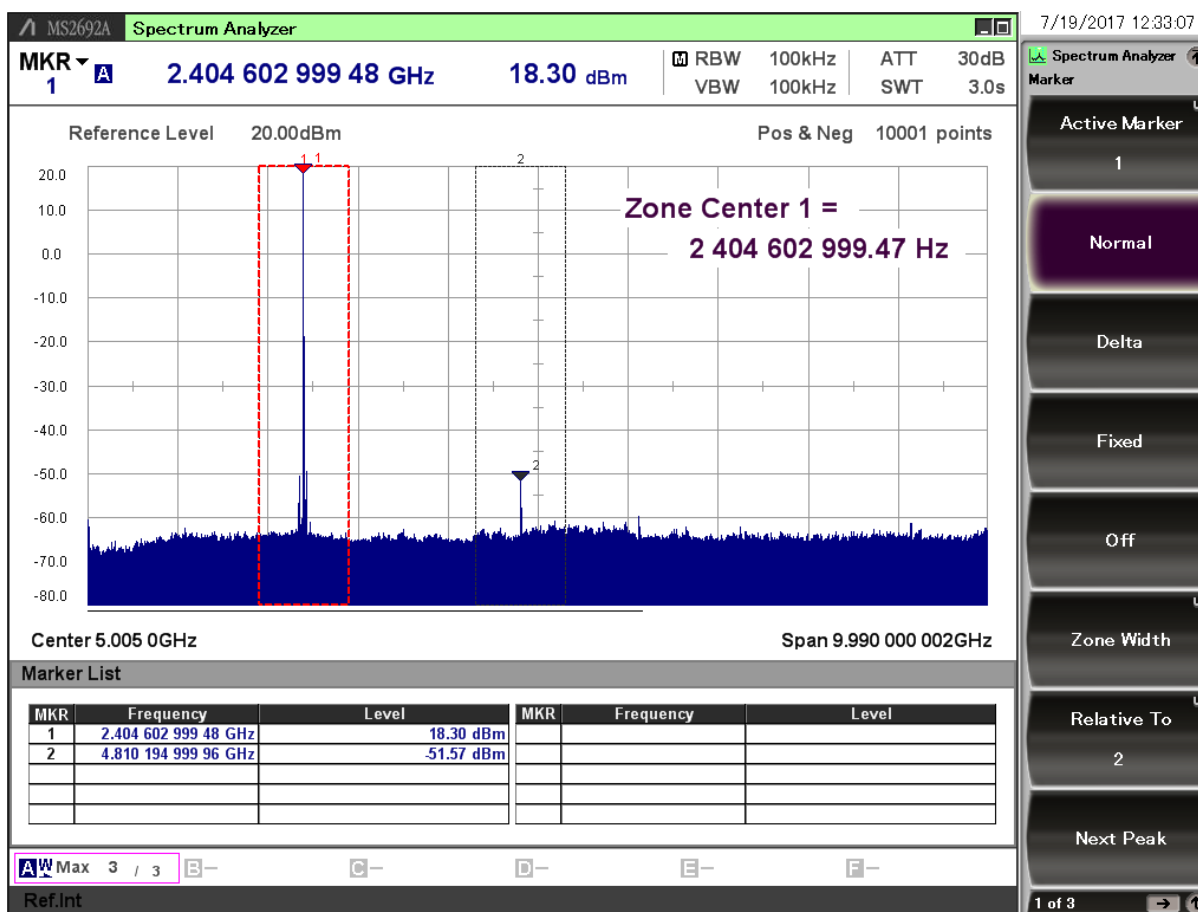 MS2692A Spectrum Analyzer
7/19/2017 12:33:07
MKR 1 A 2.404 602 999 48 GHz 18.30 dBm
M RBW 100kHz ATT 30dB
VBW 100kHz SWT 3.0s
Reference Level 20.00dBm Pos & Neg 10001 points
1 1 2
20.0
10.0
0.0
-10.0
-20.0
-30.0
-40.0
-50.0
-60.0
-70.0
-80.0
Zone Center 1 =
2 404 602 999.47 Hz
2
Center 5.005 0GHz Span 9.990 000 002GHz
Marker List
MKR Frequency Level MKR Frequency Level
1 2.404 602 999 48 GHz 18.30 dBm
2 4.810 194 999 96 GHz -51.57 dBm
A W Max 3 / 3 B- C- D- E- F-
Ref.Int
Spectrum Analyzer
Marker
Active Marker
1
Normal
Delta
Fixed
Off
Zone Width
Relative To
2
Next Peak
1 of 3